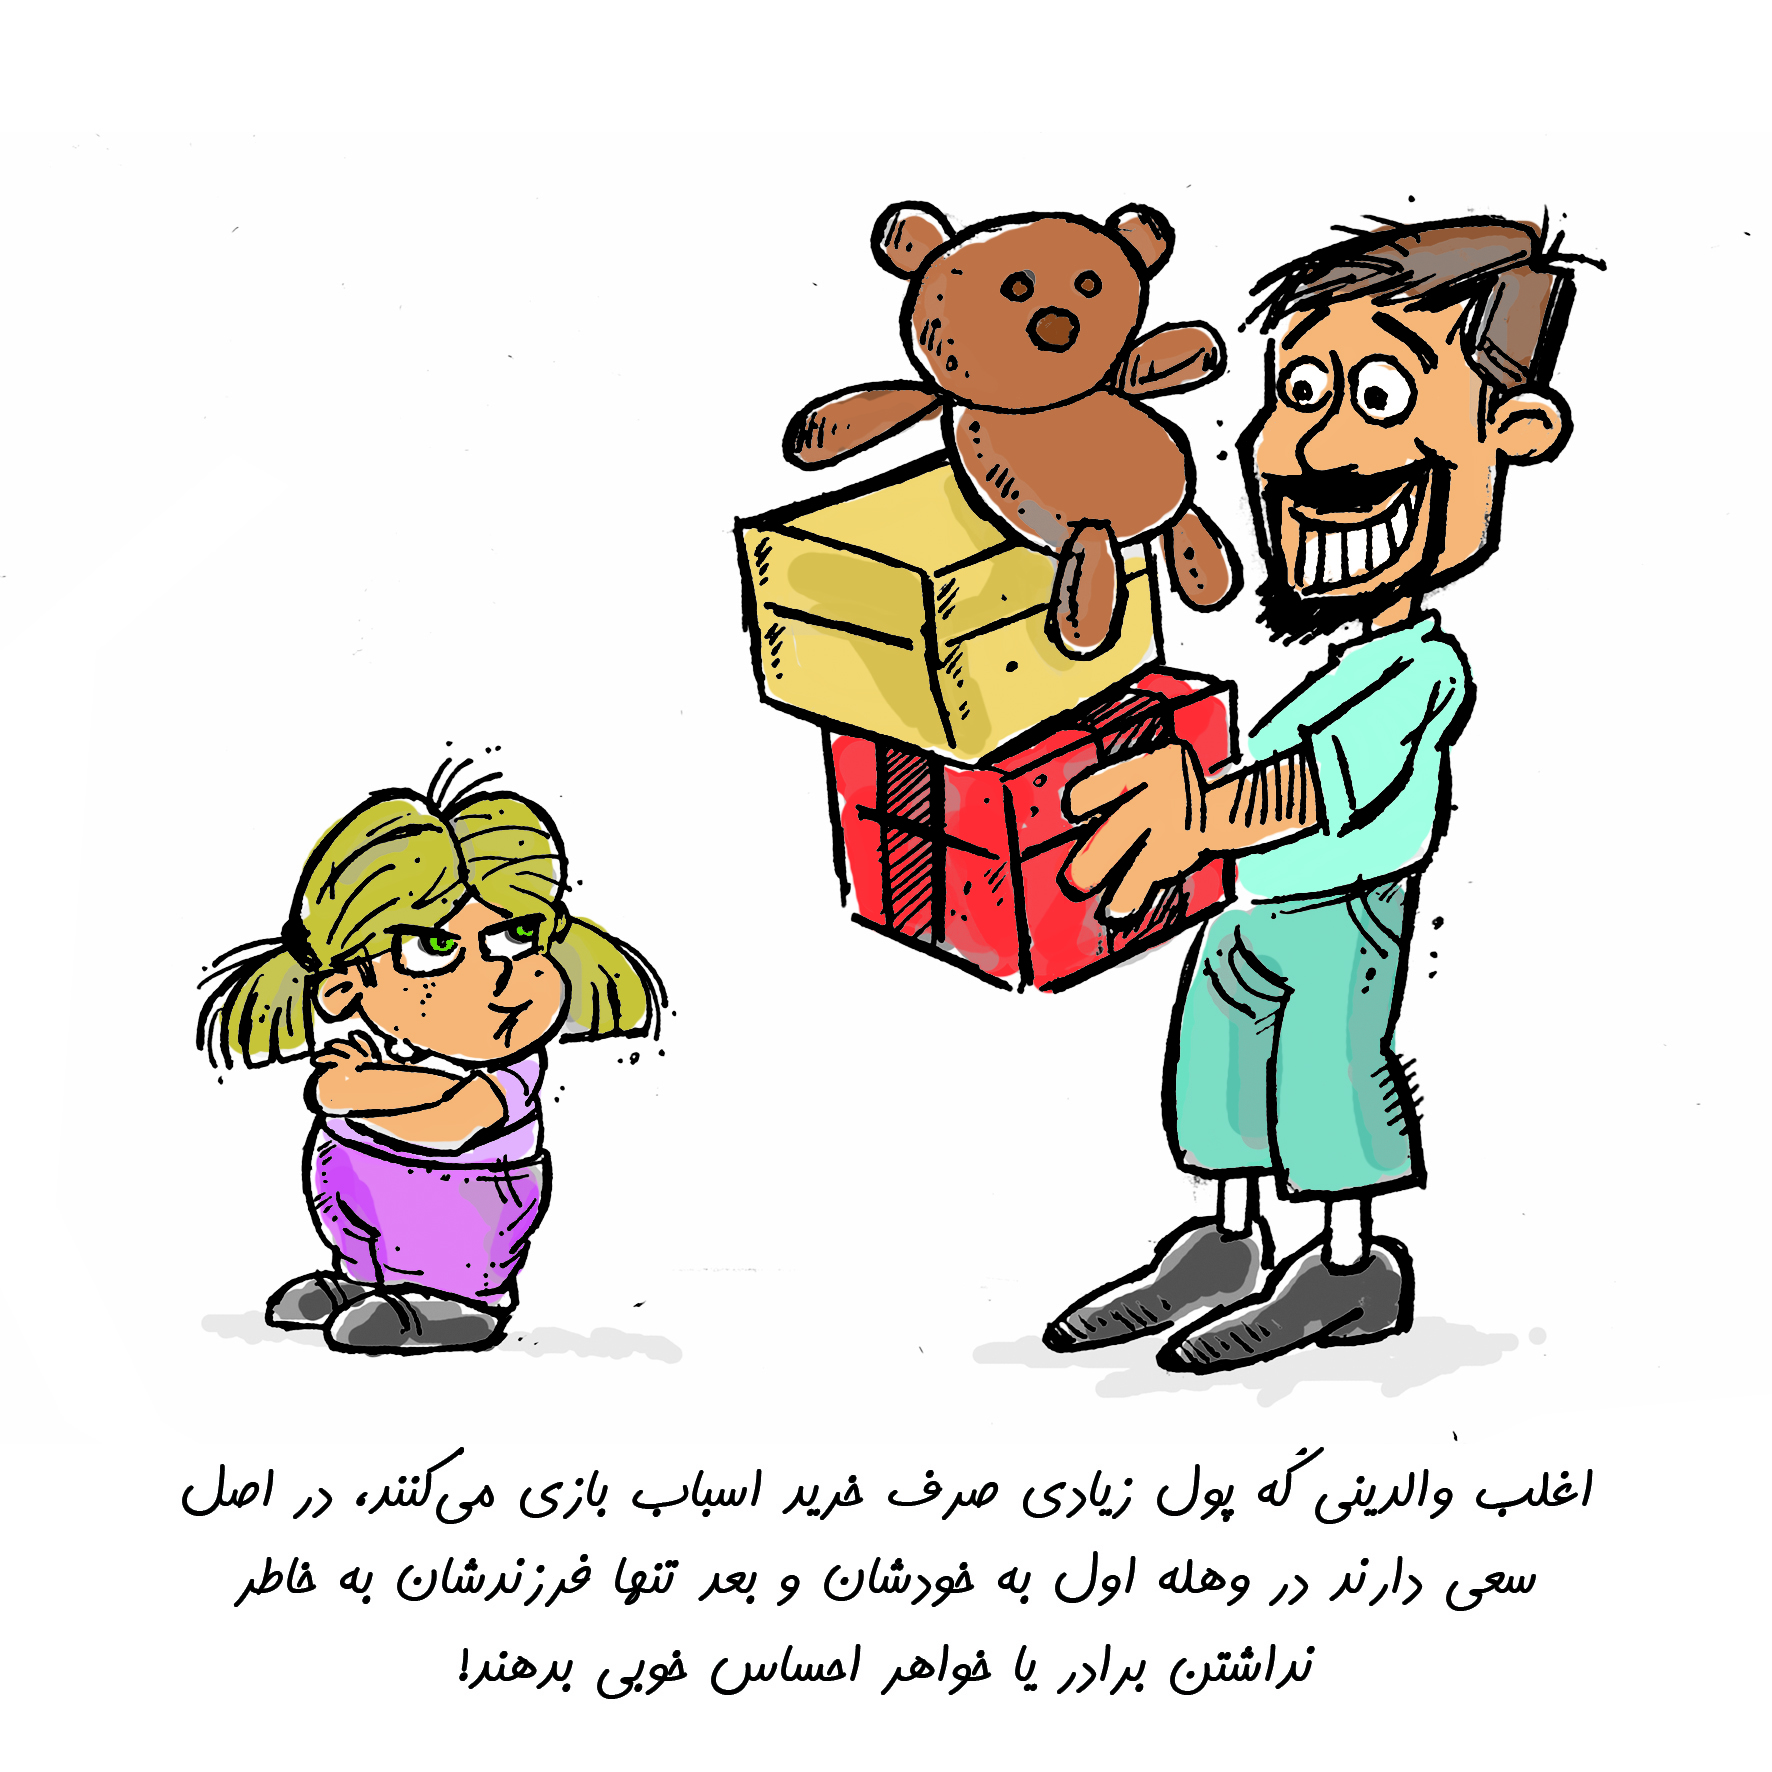 اغلب والدینی که پول زیادی صرف خرید اسباب بازی می‌کنند، در اصل
سعی دارند در وهله اول به خودشان و بعد تنها فرزندشان به خاطر
نداشتن برادر یا خواهر احساس خوبی بدهند!